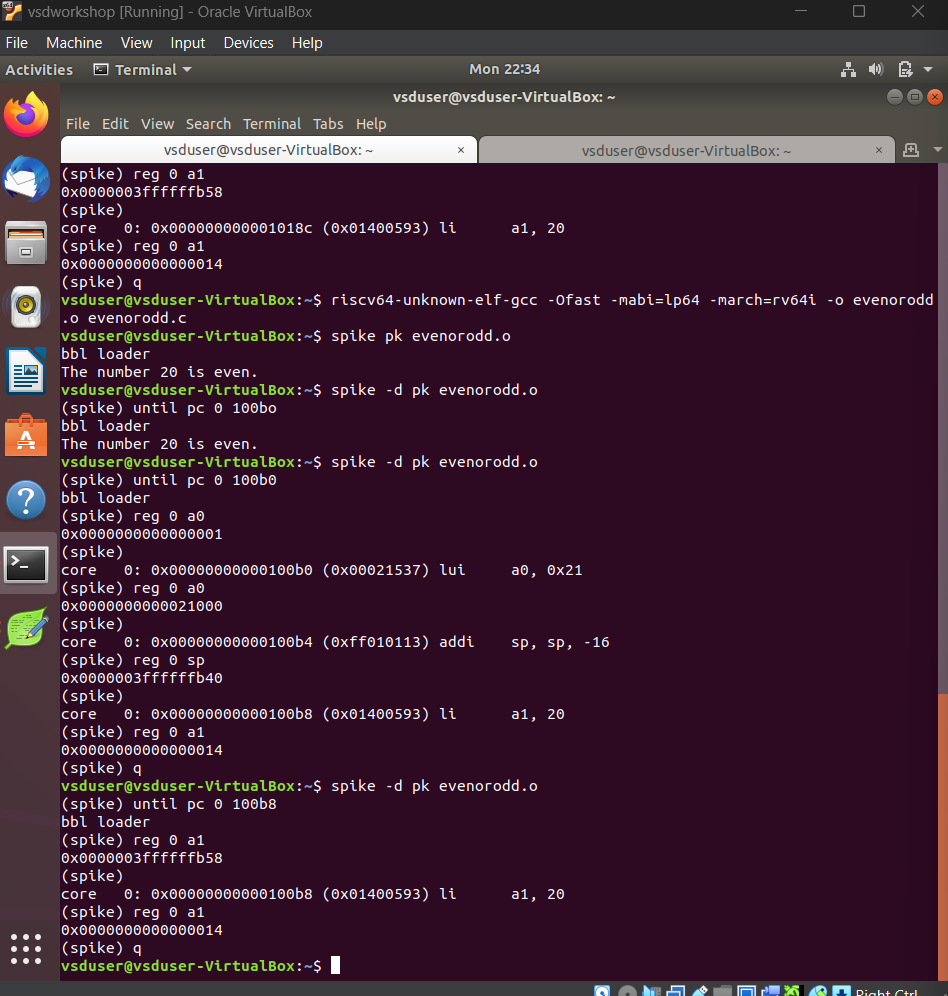 vsdworkshop [Running] - Oracle VirtualBox
File Machine View Input Devices Help
Activities Terminal Mon 22:34
vsduser@vsduser-VirtualBox: ~
File Edit View Search Terminal Tabs Help
vsduser@vsduser-VirtualBox: ~ × vsduser@vsduser-VirtualBox: ~ ×
(spike) reg 0 a1
0x0000003ffffffb58
(spike)
core   0: 0x000000000001018c (0x01400593) li      a1, 20
(spike) reg 0 a1
0x0000000000000014
(spike) q
vsduser@vsduser-VirtualBox:~$ riscv64-unknown-elf-gcc -Ofast -mabi=lp64 -march=rv64i -o evenorodd
.o evenorodd.c
vsduser@vsduser-VirtualBox:~$ spike pk evenorodd.o
bbl loader
The number 20 is even.
vsduser@vsduser-VirtualBox:~$ spike -d pk evenorodd.o
(spike) until pc 0 100bo
bbl loader
The number 20 is even.
vsduser@vsduser-VirtualBox:~$ spike -d pk evenorodd.o
(spike) until pc 0 100b0
bbl loader
(spike) reg 0 a0
0x0000000000000001
(spike)
core   0: 0x00000000000100b0 (0x00021537) lui     a0, 0x21
(spike) reg 0 a0
0x0000000000021000
(spike)
core   0: 0x00000000000100b4 (0xff010113) addi    sp, sp, -16
(spike) reg 0 sp
0x0000003ffffffb40
(spike)
core   0: 0x00000000000100b8 (0x01400593) li      a1, 20
(spike) reg 0 a1
0x0000000000000014
(spike) q
vsduser@vsduser-VirtualBox:~$ spike -d pk evenorodd.o
(spike) until pc 0 100b8
bbl loader
(spike) reg 0 a1
0x0000003ffffffb58
(spike)
core   0: 0x00000000000100b8 (0x01400593) li      a1, 20
(spike) reg 0 a1
0x0000000000000014
(spike) q
vsduser@vsduser-VirtualBox:~$
Right Ctrl